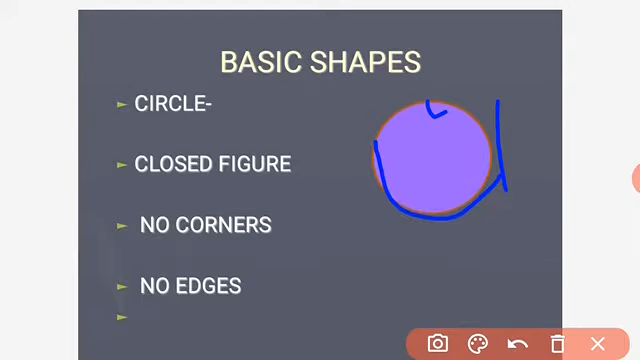 BASIC SHAPES
CIRCLE-
CLOSED FIGURE
NO CORNERS
NO EDGES